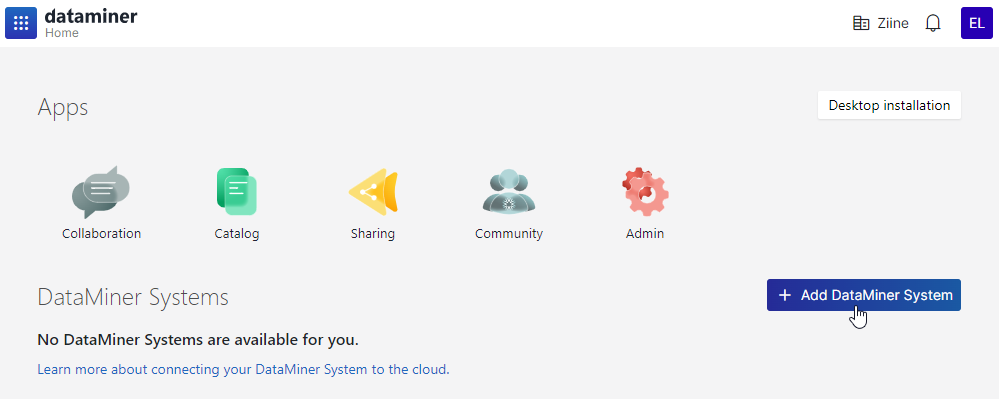 dataminer
Home
Ziine
EL
Apps
Desktop installation
Collaboration
Catalog
Sharing
Community
Admin
DataMiner Systems
+ Add DataMiner System
No DataMiner Systems are available for you.
Learn more about connecting your DataMiner System to the cloud.